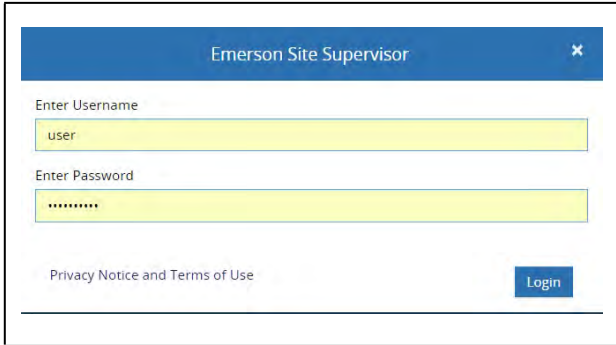 Emerson Site Supervisor ×
Enter Username
user
Enter Password
••••••••••
Privacy Notice and Terms of Use
Login